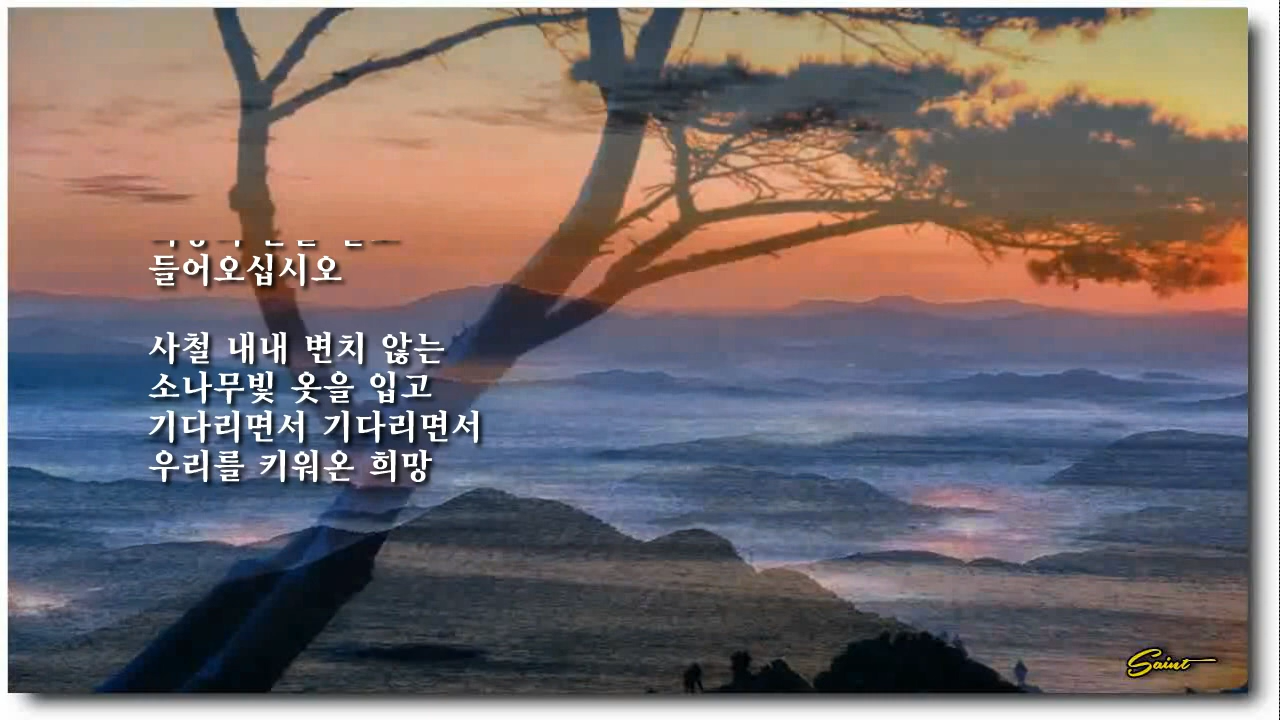 들어오십시오
사철 내내 변치 않는
소나무빛 옷을 입고
기다리면서 기다리면서
우리를 키워온 희망
Saint